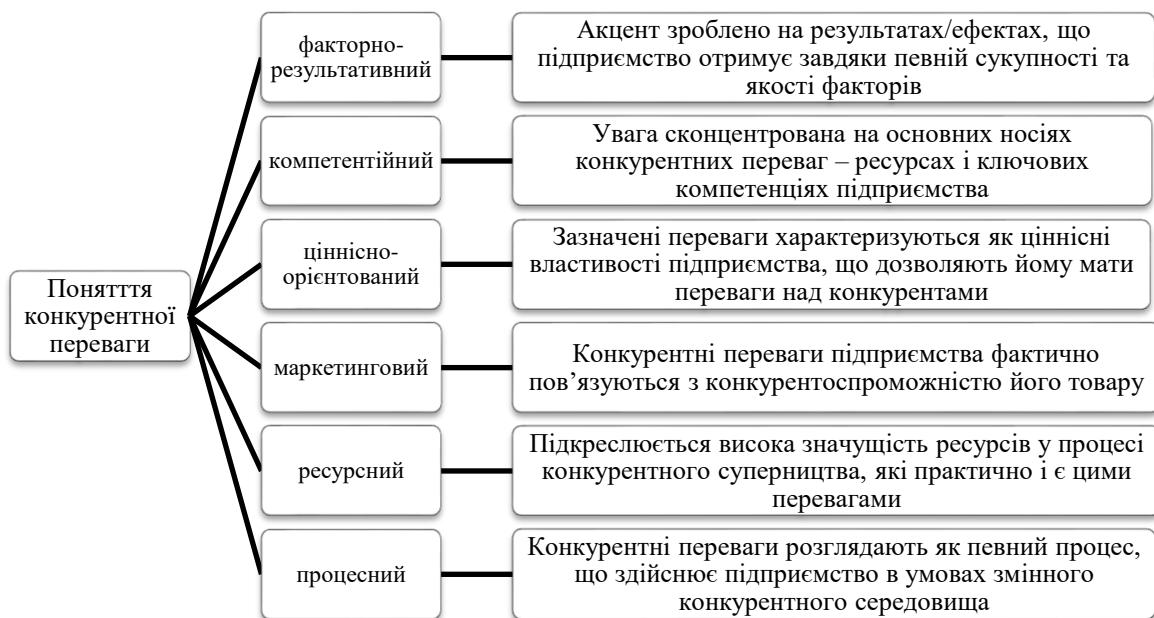 Понятття
конкурентної
переваги
факторно-
результативний
Акцент зроблено на результатах/ефектах, що
підприємство отримує завдяки певній сукупності та
якості факторів
компетентійний
Увага сконцентрована на основних носіях
конкурентних переваг – ресурсах і ключових
компетенціях підприємства
ціннісно-
орієнтований
Зазначені переваги характеризуються як ціннісні
властивості підприємства, що дозволяють йому мати
переваги над конкурентами
маркетинговий
Конкурентні переваги підприємства фактично
пов’язуються з конкурентоспроможністю його товару
ресурсний
Підкреслюється висока значущість ресурсів у процесі
конкурентного суперництва, які практично і є цими
перевагами
процесний
Конкурентні переваги розглядають як певний процес,
що здійснює підприємство в умовах змінного
конкурентного середовища